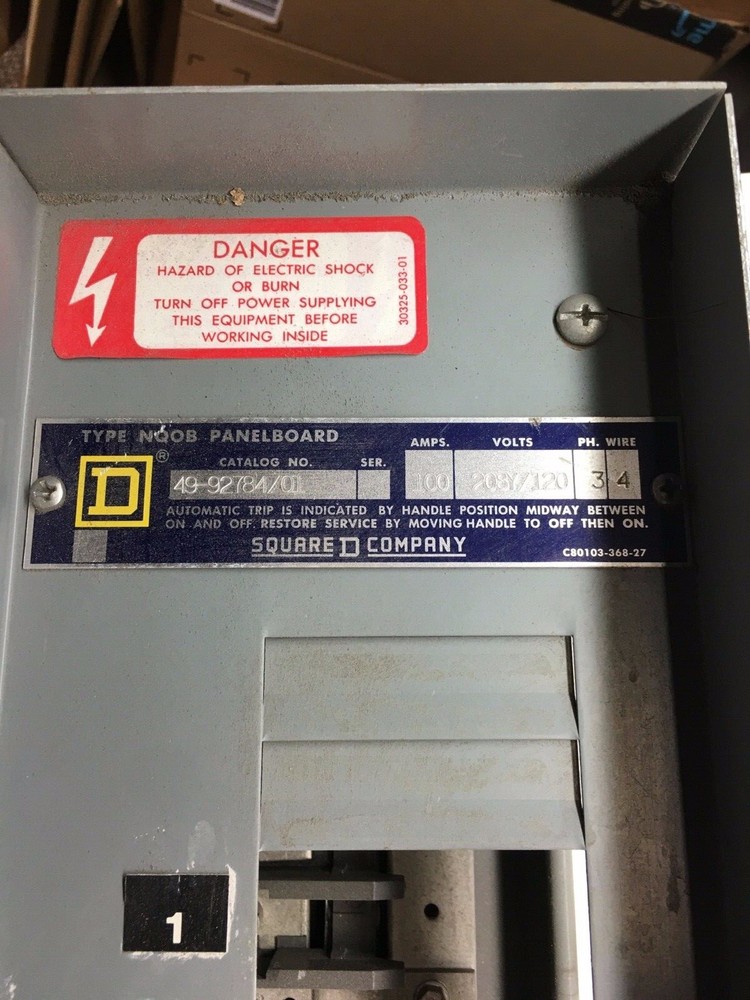 me
DANGER
HAZARD OF ELECTRIC SHOCK
OR BURN
TURN OFF POWER SUPPLYING
THIS EQUIPMENT BEFORE
WORKING INSIDE
30325-033-01
TYPE NQOB PANELBOARD
CATALOG NO. SER. AMPS. VOLTS PH. WIRE
D ® 49-92784/01 100 208Y/120 3 4
AUTOMATIC TRIP IS INDICATED BY HANDLE POSITION MIDWAY BETWEEN
ON AND OFF. RESTORE SERVICE BY MOVING HANDLE TO OFF THEN ON.
SQUARE D COMPANY C80103-368-27
1